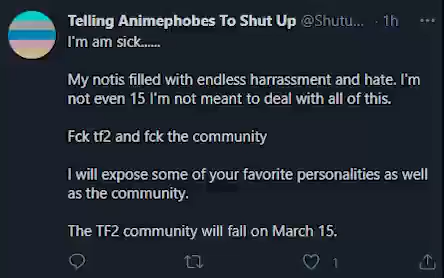 Telling Animephobes To Shut Up @Shutu... · 1h
I'm am sick......
My notis filled with endless harrassment and hate. I'm
not even 15 I'm not meant to deal with all of this.
Fck tf2 and fck the community
I will expose some of your favorite personalities as well
as the community.
The TF2 community will fall on March 15.
1